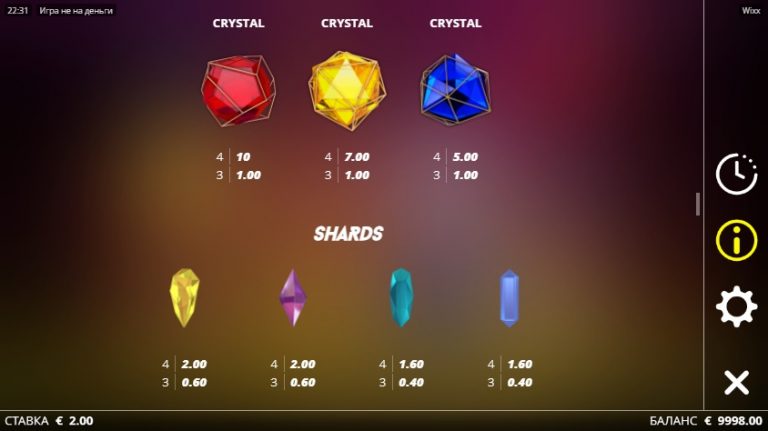 22:31 Игра не на деньги Wixx
CRYSTAL CRYSTAL CRYSTAL
4 10 4 7.00 4 5.00
3 1.00 3 1.00 3 1.00
SHARDS
4 2.00 4 2.00 4 1.60 4 1.60
3 0.60 3 0.60 3 0.40 3 0.40
СТАВКА € 2.00 БАЛАНС € 9998.00